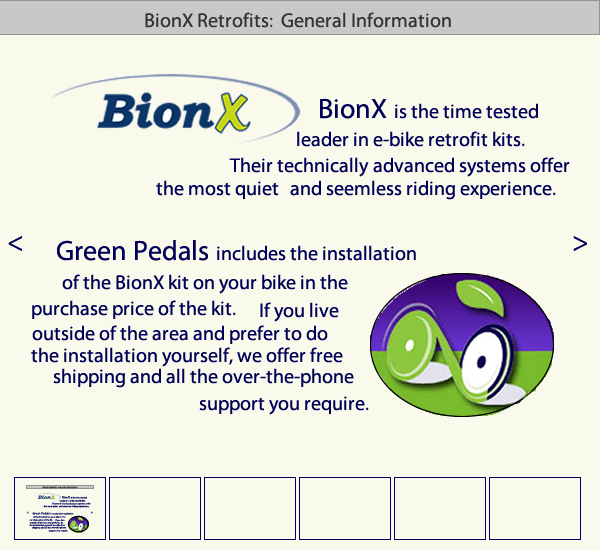 BionX Retrofits: General Information
BionX
BionX is the time tested
leader in e-bike retrofit kits.
Their technically advanced systems offer
the most quiet and seemless riding experience.
< >
Green Pedals includes the installation
of the BionX kit on your bike in the
purchase price of the kit. If you live
outside of the area and prefer to do
the installation yourself, we offer free
shipping and all the over-the-phone
support you require.